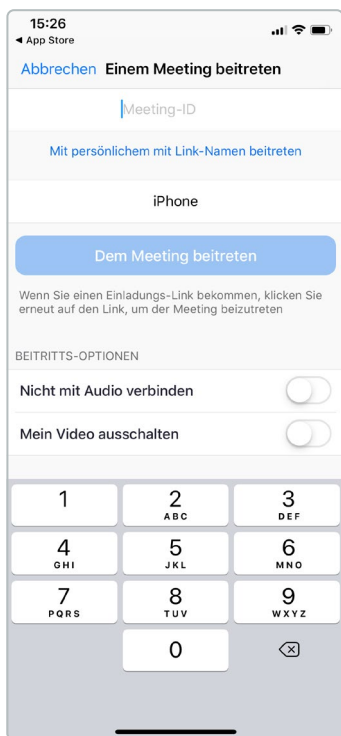 15:26
◀ App Store
Abbrechen Einem Meeting beitreten
Meeting-ID
Mit persönlichem mit Link-Namen beitreten
iPhone
Dem Meeting beitreten
Wenn Sie einen Einladungs-Link bekommen, klicken Sie
erneut auf den Link, um der Meeting beizutreten
BEITRITTS-OPTIONEN
Nicht mit Audio verbinden
Mein Video ausschalten
1 2 3
ABC DEF
4 5 6
GHI JKL MNO
7 8 9
PQRS TUV WXYZ
0